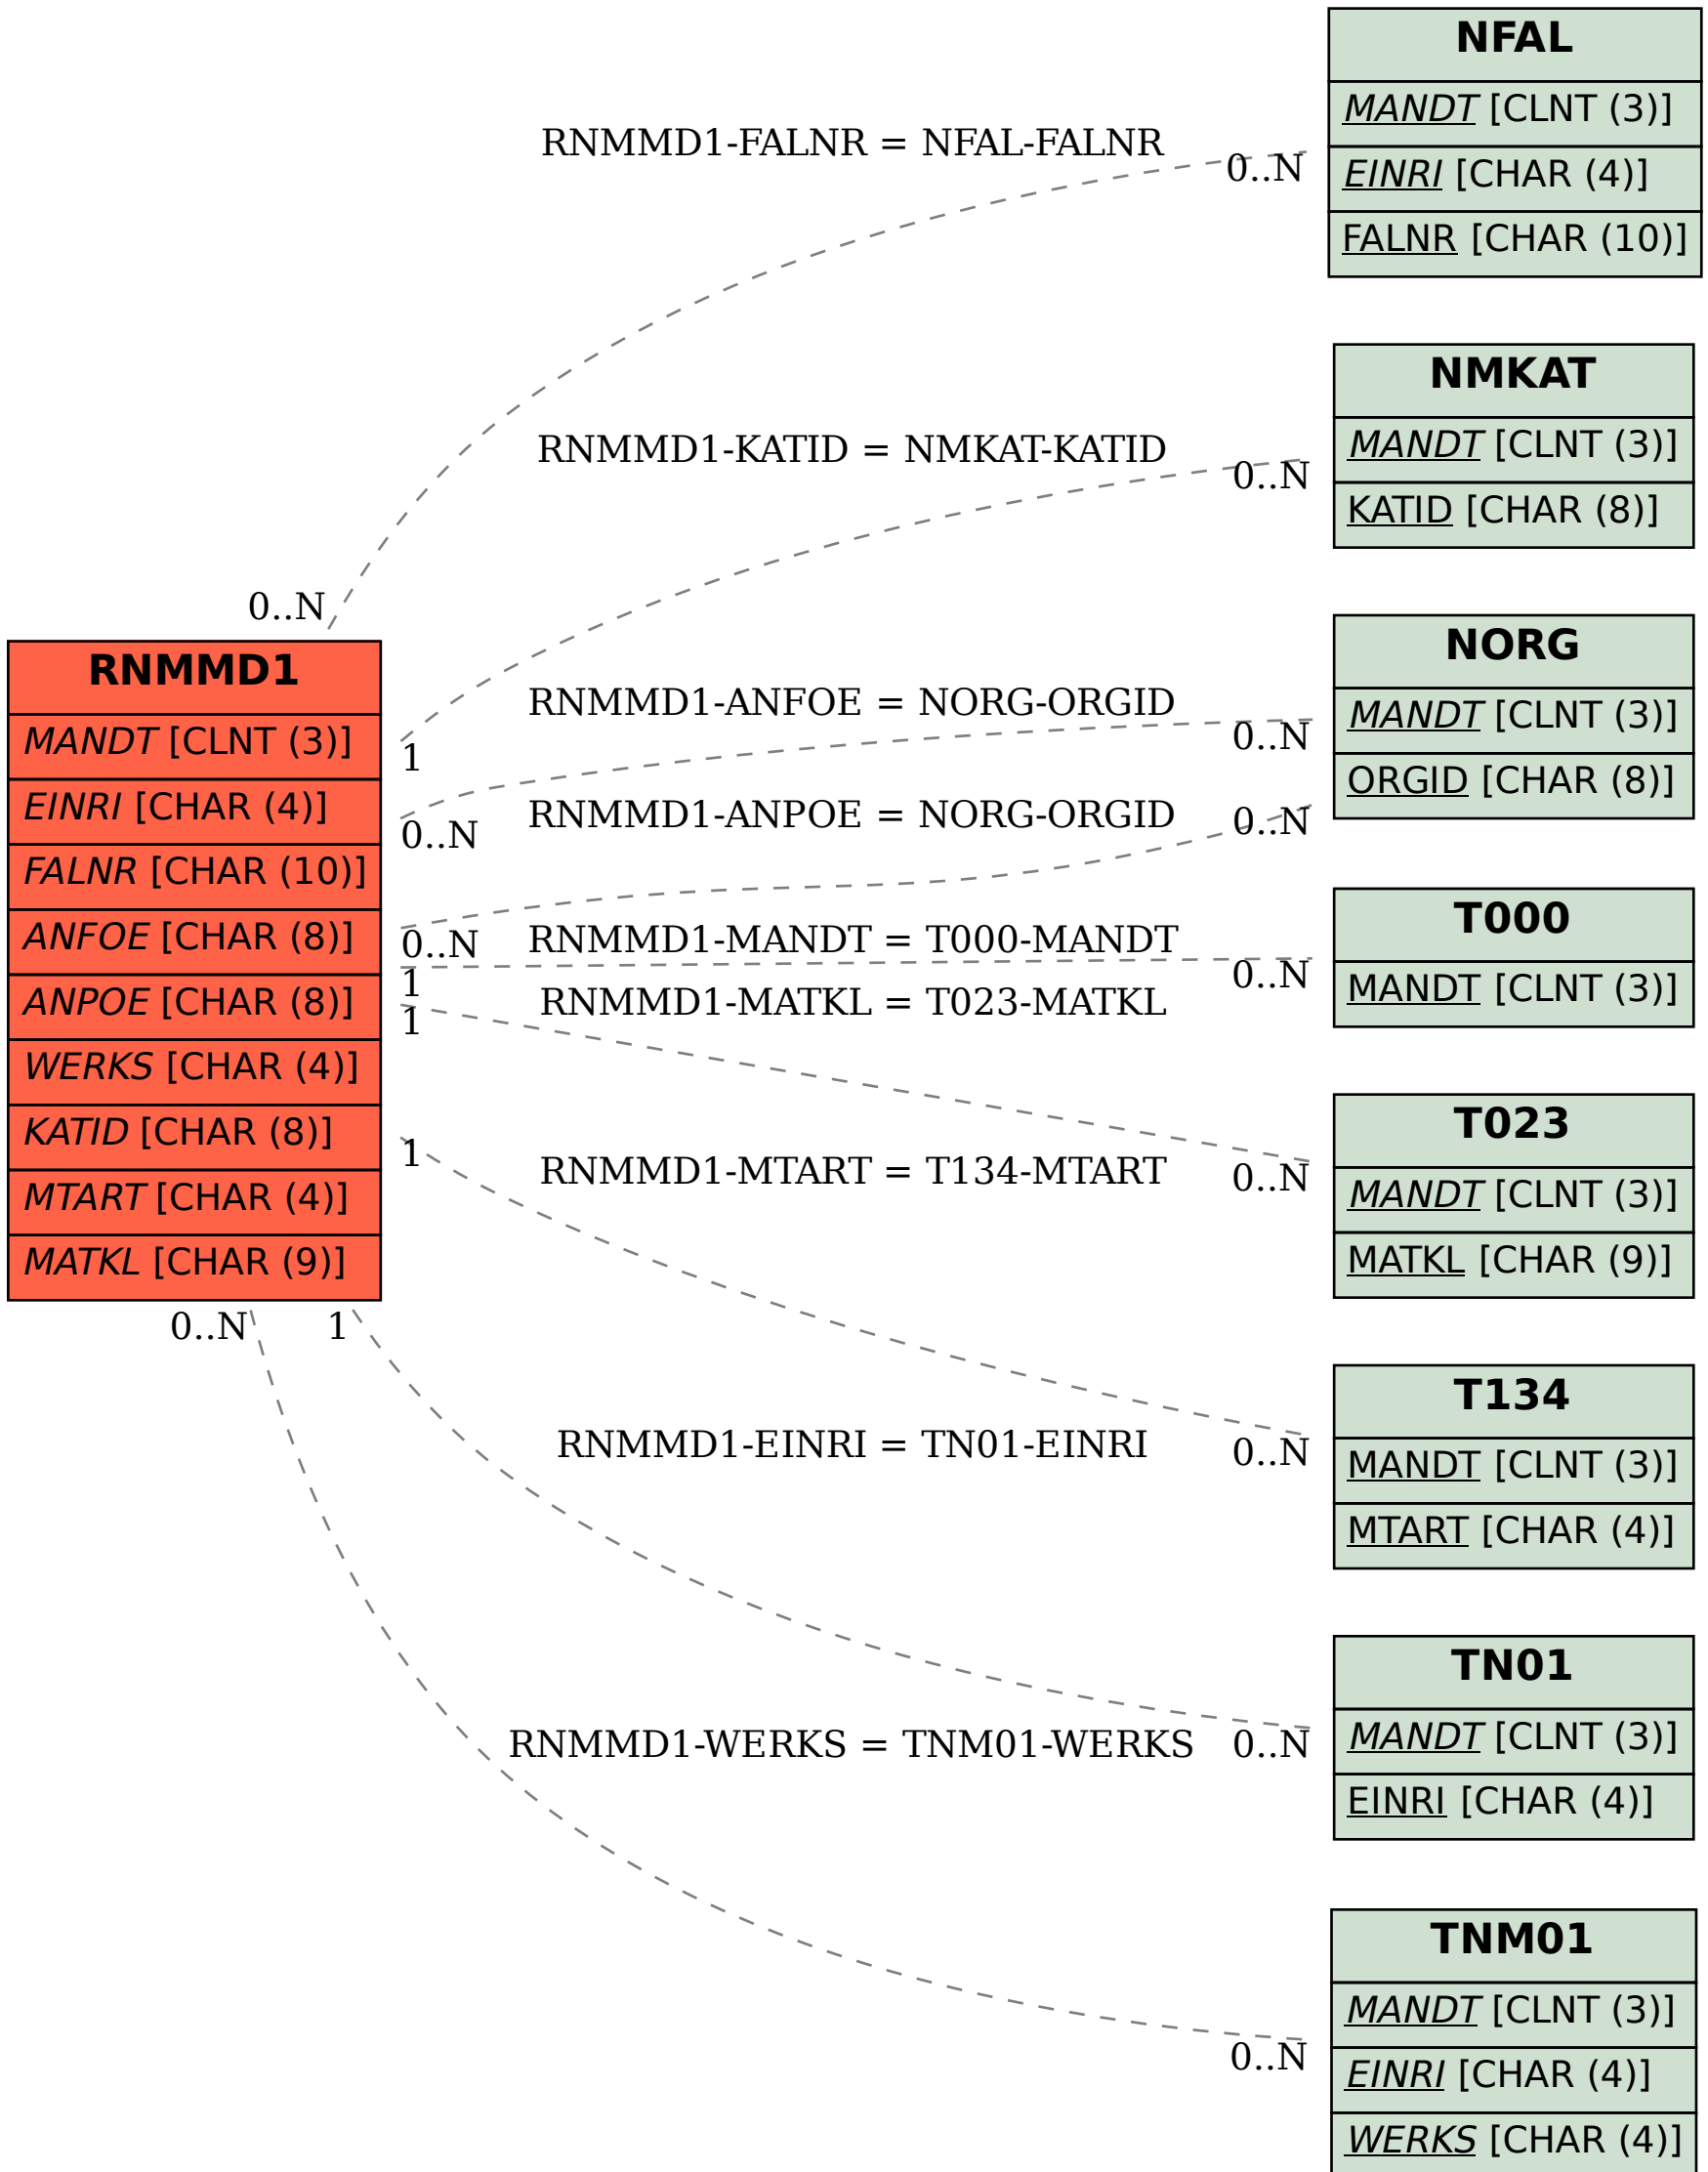 NFAL
MANDT [CLNT (3)]
EINRI [CHAR (4)]
FALNR [CHAR (10)]
RNMMD1-FALNR = NFAL-FALNR
0..N
0..N
NMKAT
MANDT [CLNT (3)]
KATID [CHAR (8)]
RNMMD1-KATID = NMKAT-KATID
0..N
1
NORG
MANDT [CLNT (3)]
ORGID [CHAR (8)]
RNMMD1-ANFOE = NORG-ORGID
0..N
0..N
RNMMD1-ANPOE = NORG-ORGID
0..N
0..N
RNMMD1
MANDT [CLNT (3)]
EINRI [CHAR (4)]
FALNR [CHAR (10)]
ANFOE [CHAR (8)]
ANPOE [CHAR (8)]
WERKS [CHAR (4)]
KATID [CHAR (8)]
MTART [CHAR (4)]
MATKL [CHAR (9)]
T000
MANDT [CLNT (3)]
RNMMD1-MANDT = T000-MANDT
1
0..N
RNMMD1-MATKL = T023-MATKL
1
0..N
T023
MANDT [CLNT (3)]
MATKL [CHAR (9)]
RNMMD1-MTART = T134-MTART
1
0..N
T134
MANDT [CLNT (3)]
MTART [CHAR (4)]
RNMMD1-EINRI = TN01-EINRI
1
0..N
TN01
MANDT [CLNT (3)]
EINRI [CHAR (4)]
RNMMD1-WERKS = TNM01-WERKS
0..N
0..N
TNM01
MANDT [CLNT (3)]
EINRI [CHAR (4)]
WERKS [CHAR (4)]